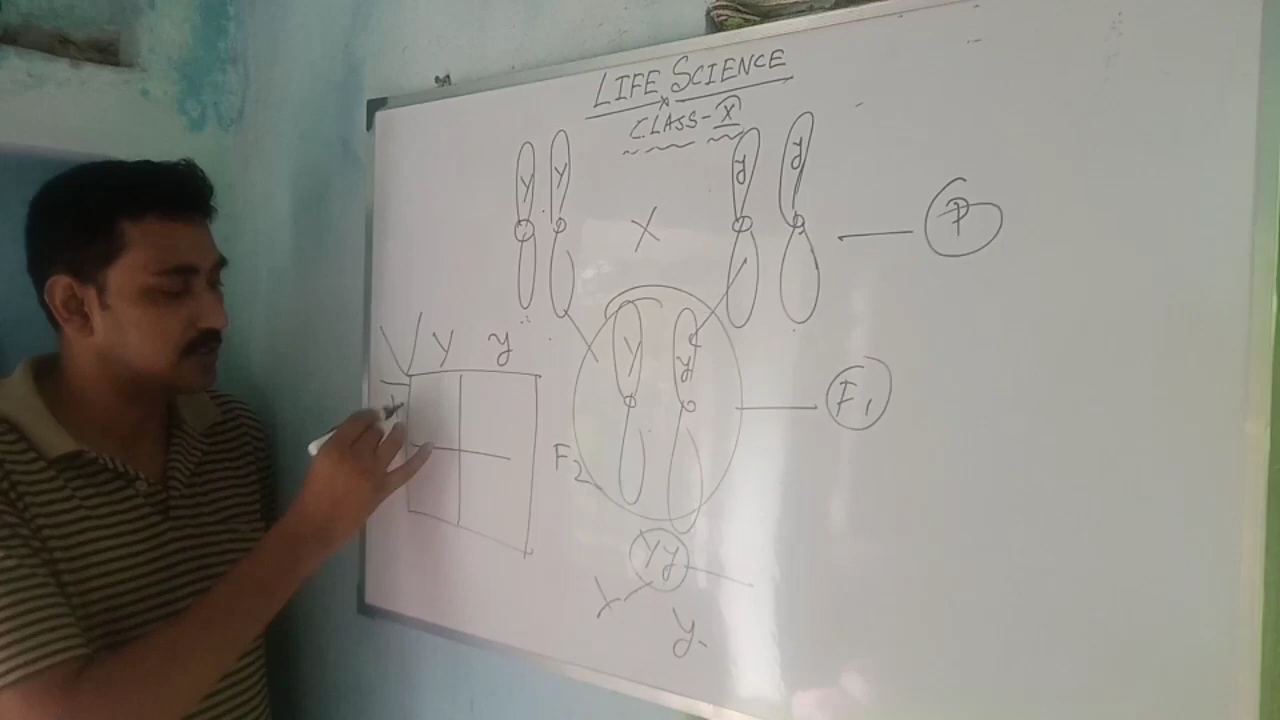 LIFE SCIENCE
CLASS-X
Y Y X y y P
Y y
Y y F1
F2
Yy
Y
y